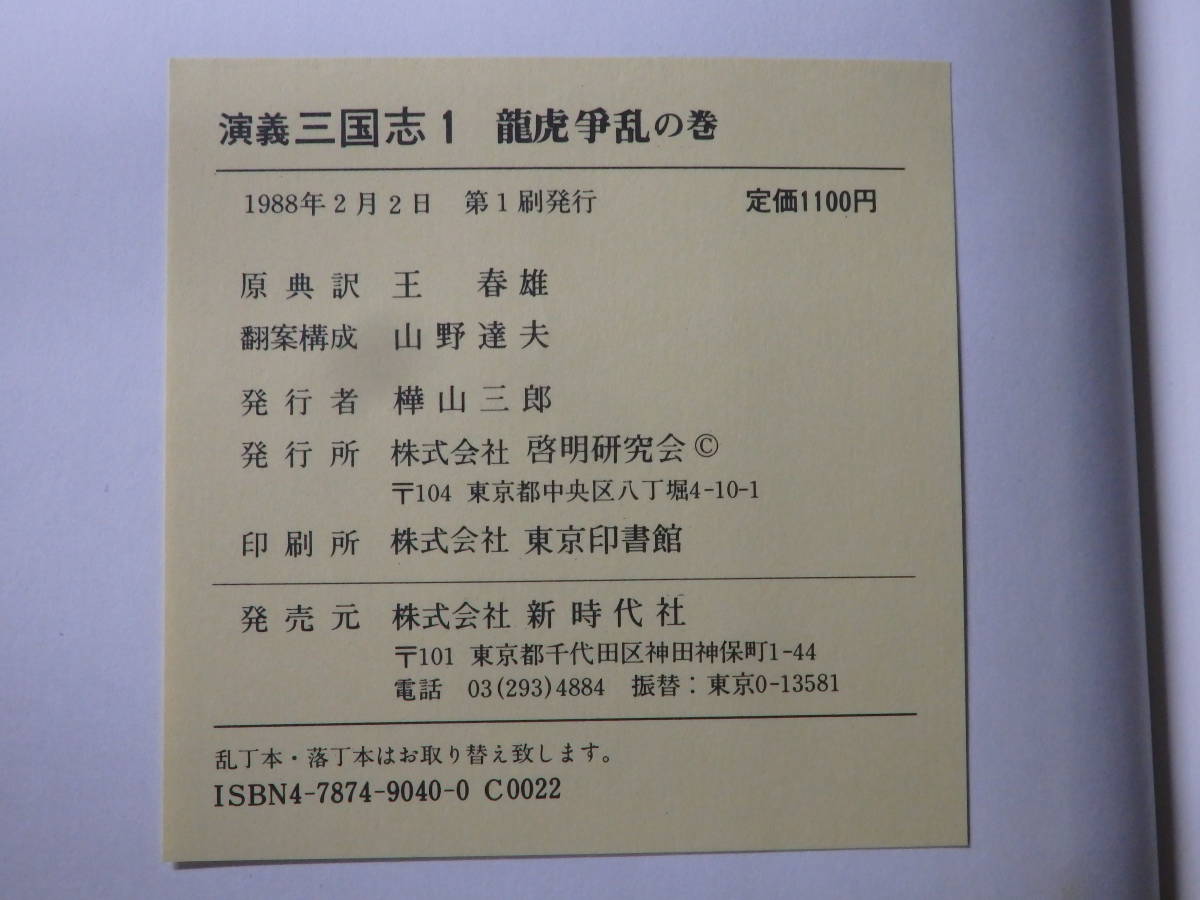 演義 三国志 1 龍虎爭乱の巻
1988年2月2日 第1刷発行 定価1100円
原典訳 王 春雄
翻案構成 山野達夫
発行者 樺山三郎
発行所 株式会社 啓明研究会©
〒104 東京都中央区八丁堀4-10-1
印刷所 株式会社 東京印書館
発売元 株式会社 新時代社
〒101 東京都千代田区神田神保町1-44
電話 03(293)4884 振替：東京0-13581
乱丁本・落丁本はお取り替え致します。
ISBN4-7874-9040-0 C0022